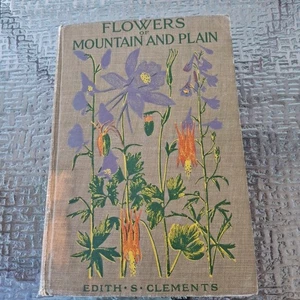 FLOWERS
OF
MOUNTAIN AND PLAIN
EDITH·S·CLEMENTS